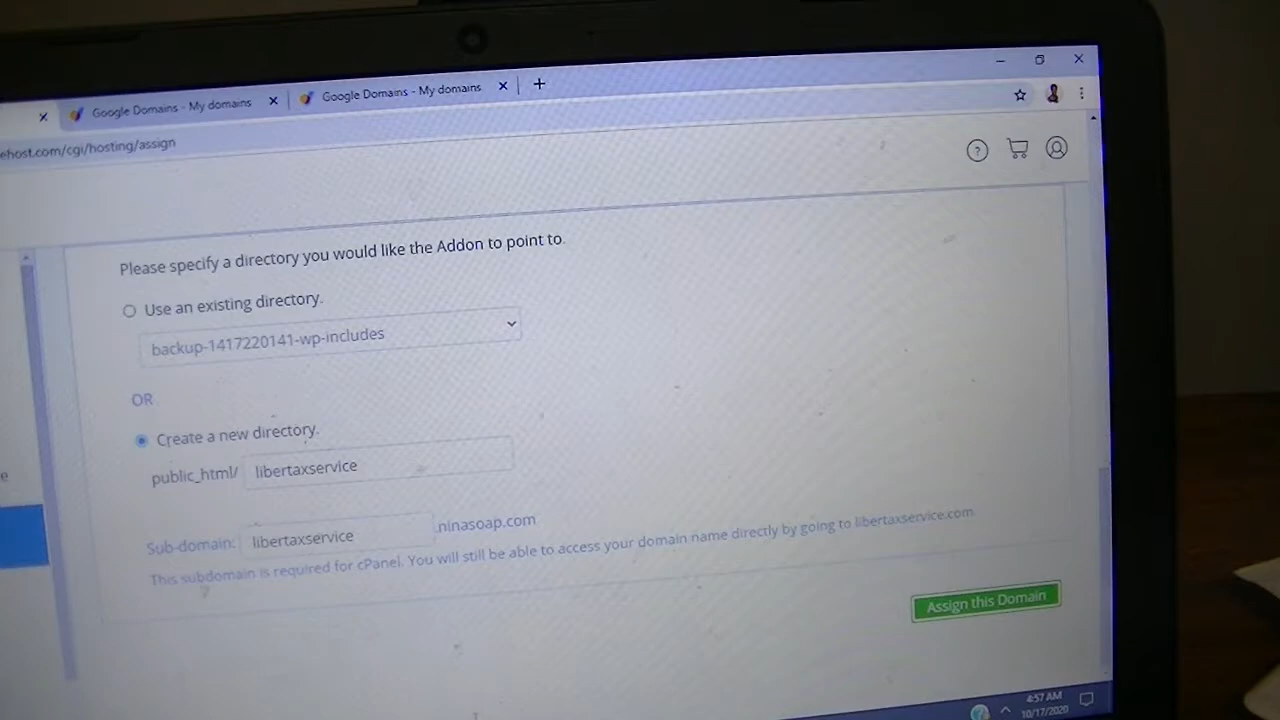 Google Domains - My domains
Google Domains - My domains
ehost.com/cgi/hosting/assign
Please specify a directory you would like the Addon to point to.
Use an existing directory.
backup-1417220141-wp-includes
OR
Create a new directory.
public_html/ libertaxservice
e
Sub-domain: libertaxservice .ninasoap.com
This subdomain is required for cPanel. You will still be able to access your domain name directly by going to libertaxservice.com
Assign this Domain
4:57 AM
10/17/2020